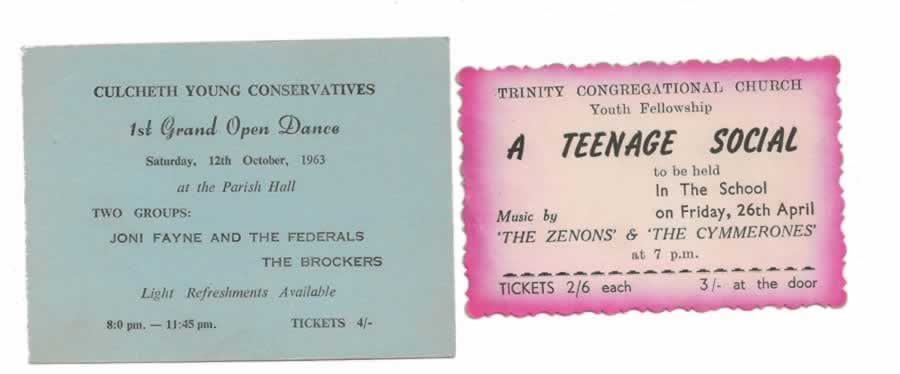 CULCHETH YOUNG CONSERVATIVES
1st Grand Open Dance
Saturday, 12th October, 1963
at the Parish Hall
TWO GROUPS:
JONI FAYNE AND THE FEDERALS
THE BROCKERS
Light Refreshments Available
8:0 pm. — 11:45 pm. TICKETS 4/-
TRINITY CONGREGATIONAL CHURCH
Youth Fellowship
A TEENAGE SOCIAL
to be held
In The School
Music by on Friday, 26th April
'THE ZENONS' & 'THE CYMMERONES'
at 7 p.m.
TICKETS 2/6 each 3/- at the door